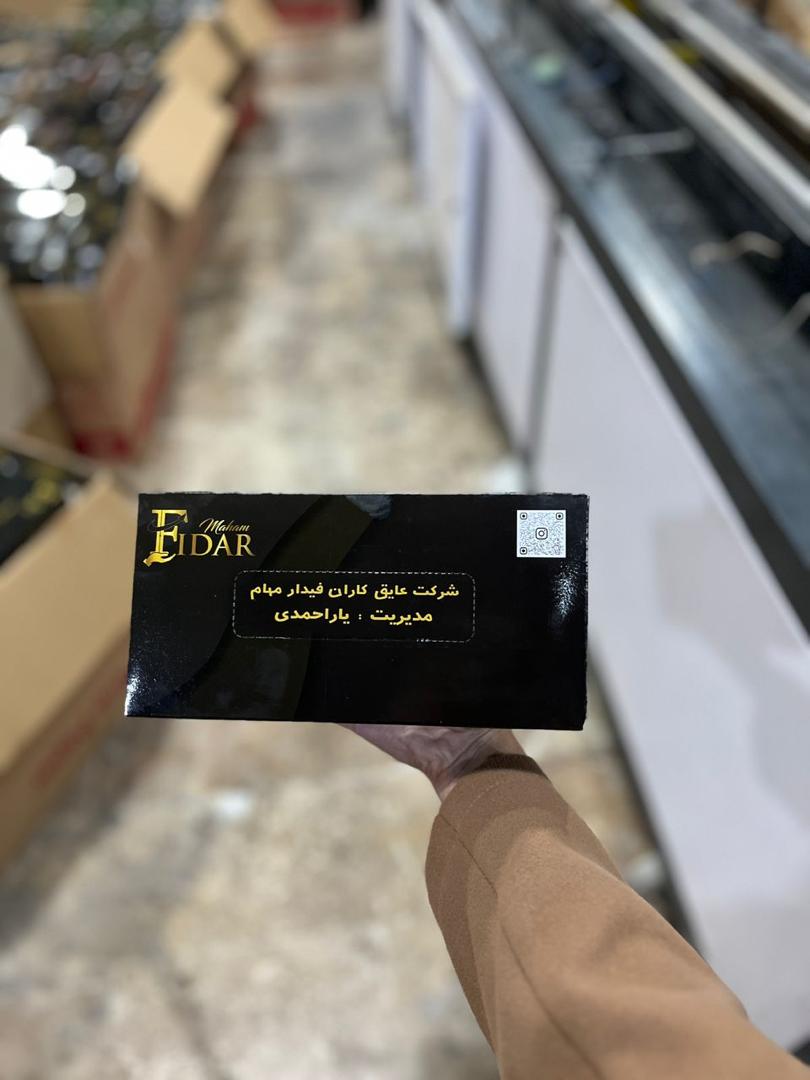 Maham
FIDAR
شرکت عایق کاران فیدار مهام
مدیریت : یاراحمدی